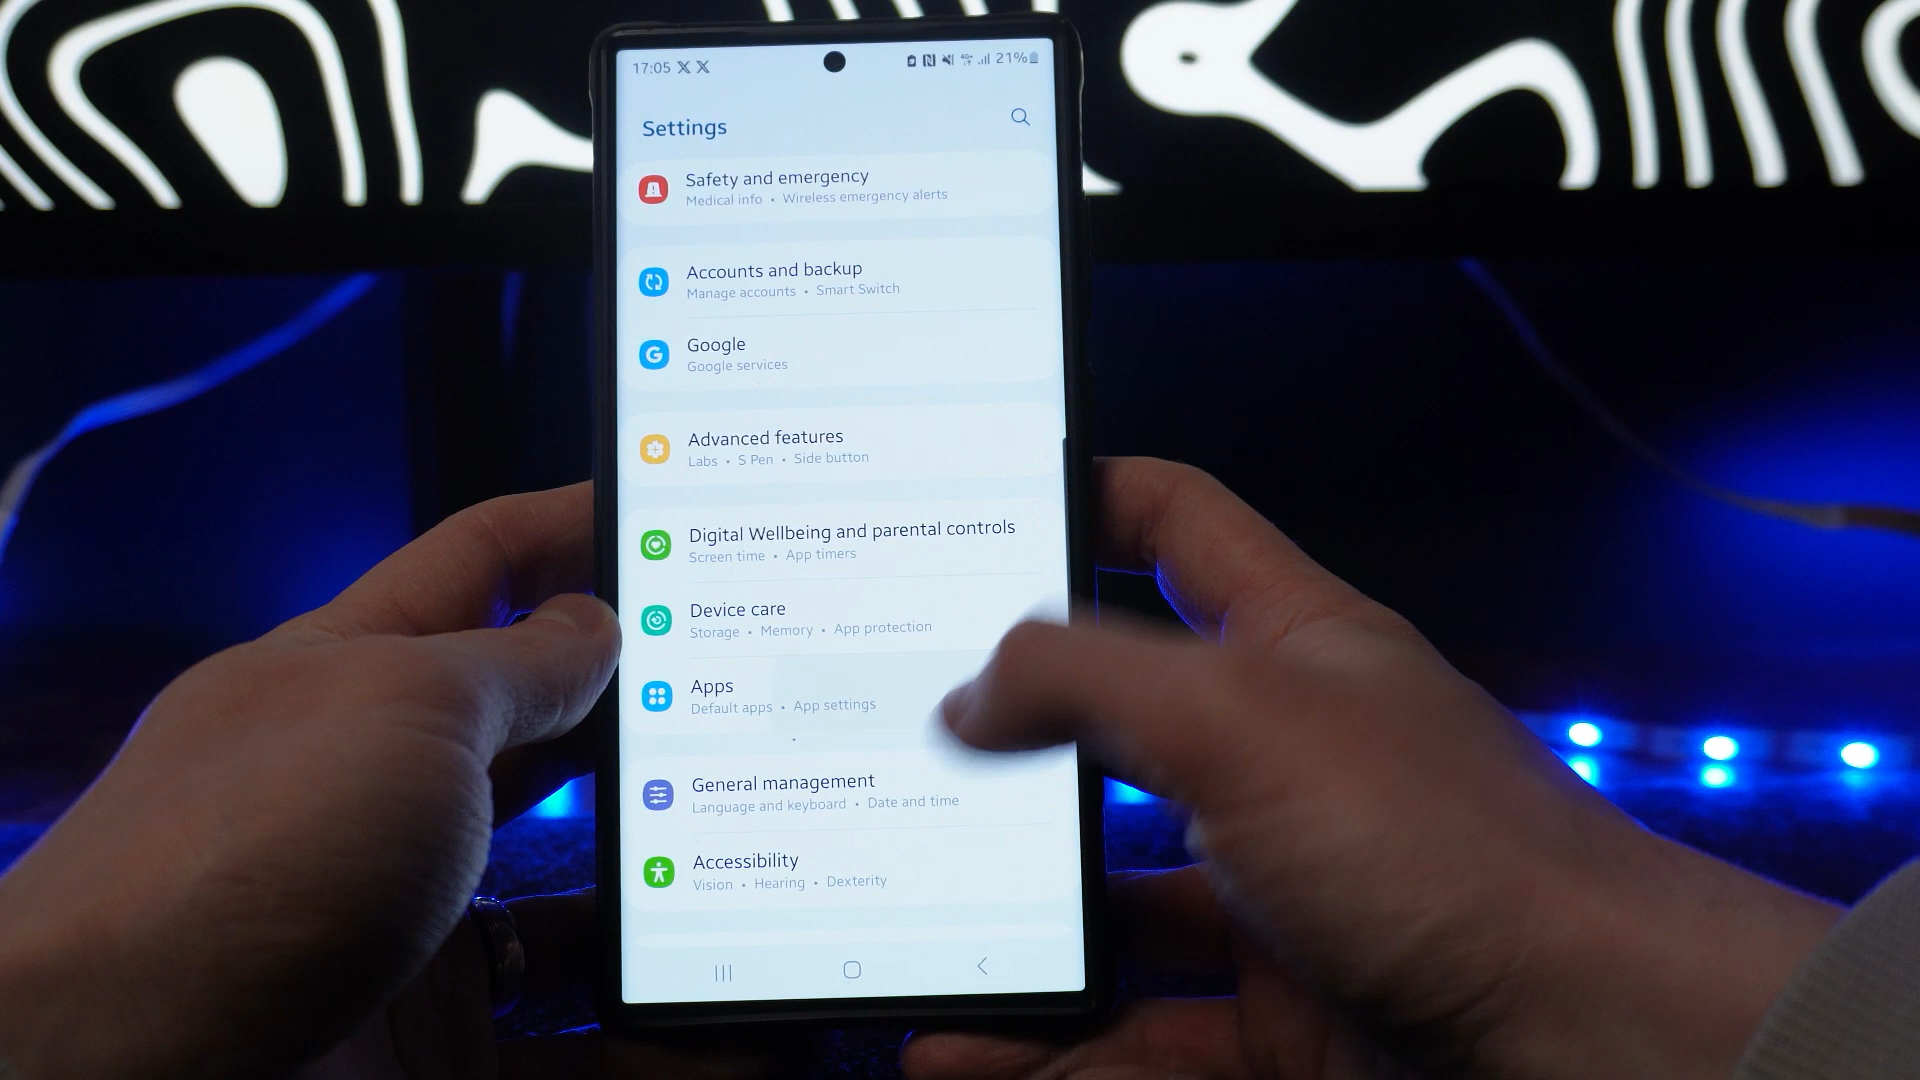 17:05 21%
Settings
Safety and emergency
Medical info • Wireless emergency alerts
Accounts and backup
Manage accounts • Smart Switch
Google
Google services
Advanced features
Labs • S Pen • Side button
Digital Wellbeing and parental controls
Screen time • App timers
Device care
Storage • Memory • App protection
Apps
Default apps • App settings
General management
Language and keyboard • Date and time
Accessibility
Vision • Hearing • Dexterity